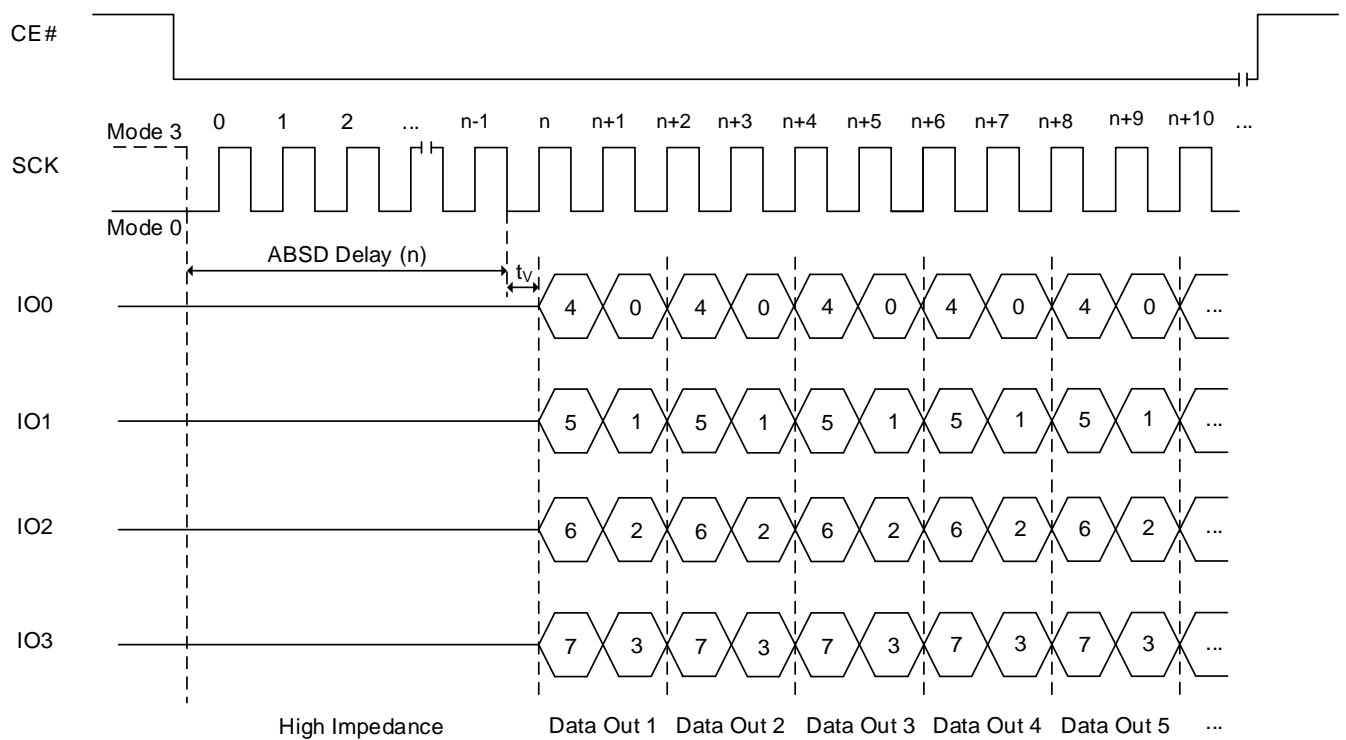 CE#
0 1 2 ... n-1 n n+1 n+2 n+3 n+4 n+5 n+6 n+7 n+8 n+9 n+10 ...
Mode 3
SCK
Mode 0
ABSD Delay (n)
tV
IO0 4 0 4 0 4 0 4 0 4 0 ...
IO1 5 1 5 1 5 1 5 1 5 1 ...
IO2 6 2 6 2 6 2 6 2 6 2 ...
IO3 7 3 7 3 7 3 7 3 7 3 ...
High Impedance Data Out 1 Data Out 2 Data Out 3 Data Out 4 Data Out 5 ...